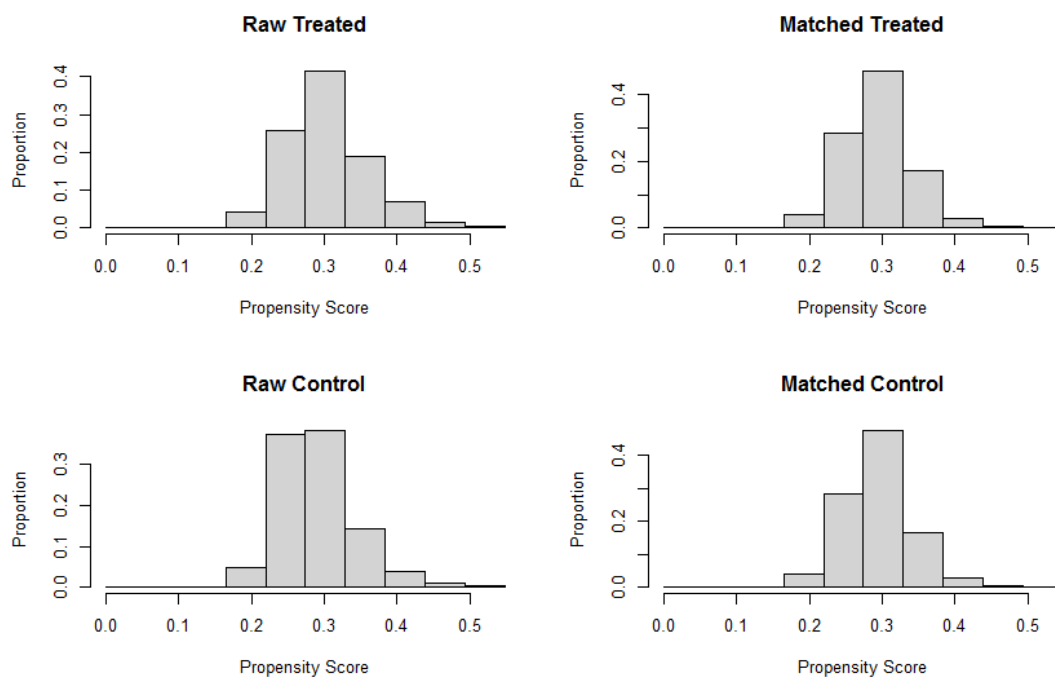 Raw Treated
Proportion
0.0 0.1 0.2 0.3 0.4
0.0 0.1 0.2 0.3 0.4 0.5
Propensity Score
Matched Treated
Proportion
0.0 0.2 0.4
0.0 0.1 0.2 0.3 0.4 0.5
Propensity Score
Raw Control
Proportion
0.0 0.1 0.2 0.3
0.0 0.1 0.2 0.3 0.4 0.5
Propensity Score
Matched Control
Proportion
0.0 0.2 0.4
0.0 0.1 0.2 0.3 0.4 0.5
Propensity Score